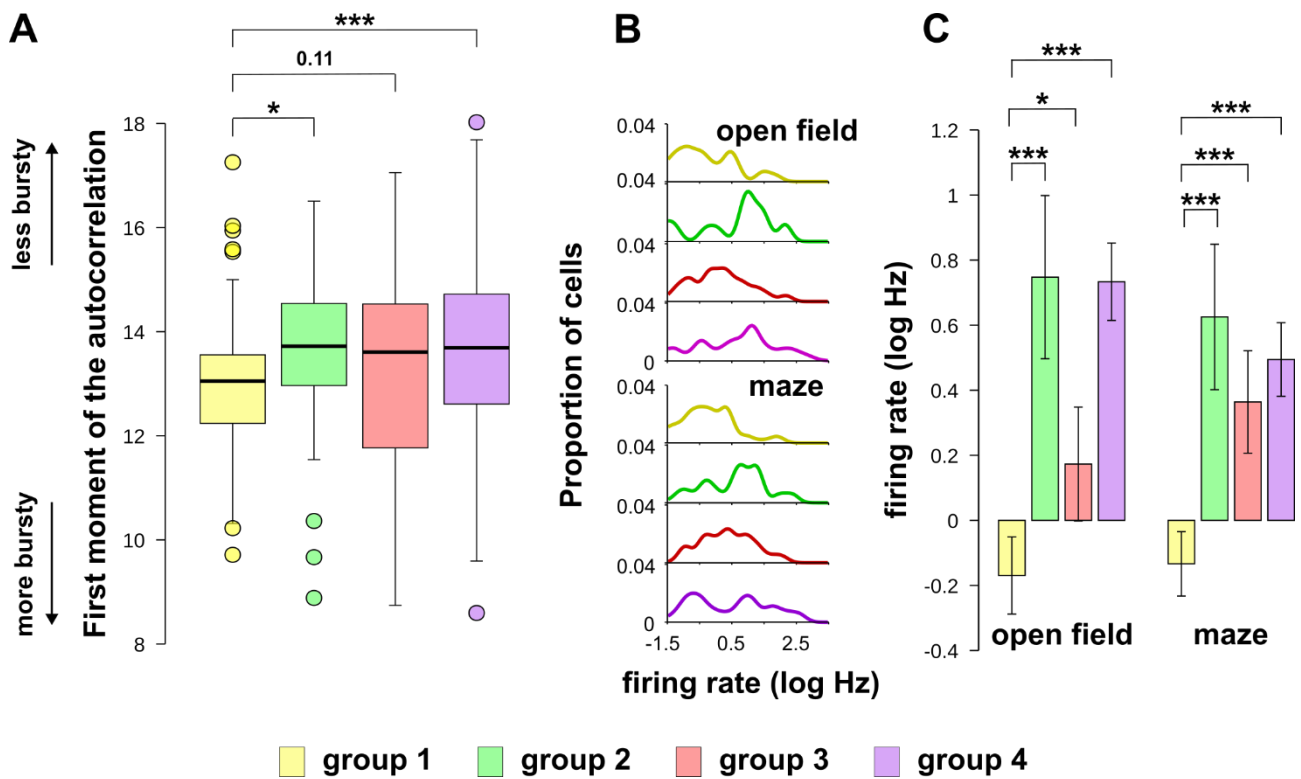 A
B
C
***
0.11
*
18
16
14
12
10
8
less bursty
more bursty
First moment of the autocorrelation
0.04
open field
0.04
0.04
0.04
0
maze
0.04
0.04
0.04
0.04
0
-1.5
0.5
2.5
Proportion of cells
firing rate (log Hz)
***
*
***
***
***
***
1.2
1
0.8
0.6
0.4
0.2
0
-0.2
-0.4
firing rate (log Hz)
open field
maze
group 1
group 2
group 3
group 4